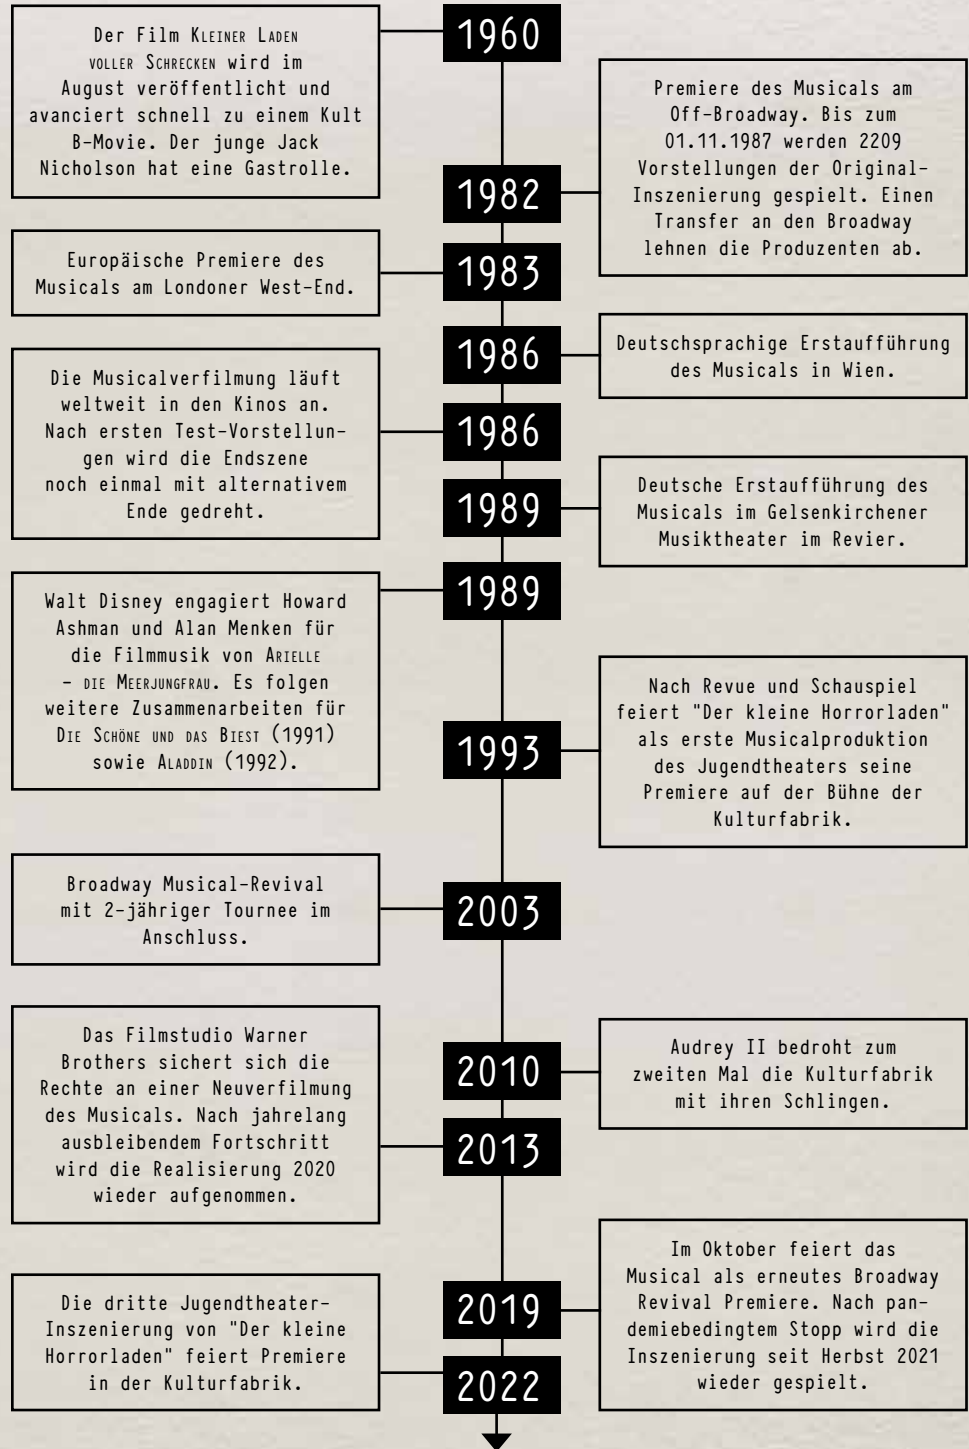 1960
Der Film Kleiner Laden
voller Schrecken wird im
August veröffentlicht und
avanciert schnell zu einem Kult
B-Movie. Der junge Jack
Nicholson hat eine Gastrolle.
1982
Premiere des Musicals am
Off-Broadway. Bis zum
01.11.1987 werden 2209
Vorstellungen der Original-
Inszenierung gespielt. Einen
Transfer an den Broadway
lehnen die Produzenten ab.
1983
Europäische Premiere des
Musicals am Londoner West-End.
1986
Deutschsprachige Erstaufführung
des Musicals in Wien.
1986
Die Musicalverfilmung läuft
weltweit in den Kinos an.
Nach ersten Test-Vorstellun-
gen wird die Endszene
noch einmal mit alternativem
Ende gedreht.
1989
Deutsche Erstaufführung des
Musicals im Gelsenkirchener
Musiktheater im Revier.
1989
Walt Disney engagiert Howard
Ashman und Alan Menken für
die Filmmusik von Arielle
– die Meerjungfrau. Es folgen
weitere Zusammenarbeiten für
Die Schöne und das Biest (1991)
sowie Aladdin (1992).
1993
Nach Revue und Schauspiel
feiert "Der kleine Horrorladen"
als erste Musicalproduktion
des Jugendtheaters seine
Premiere auf der Bühne der
Kulturfabrik.
2003
Broadway Musical-Revival
mit 2-jähriger Tournee im
Anschluss.
2010
Audrey II bedroht zum
zweiten Mal die Kulturfabrik
mit ihren Schlingen.
2013
Das Filmstudio Warner
Brothers sichert sich die
Rechte an einer Neuverfilmung
des Musicals. Nach jahrelang
ausbleibendem Fortschritt
wird die Realisierung 2020
wieder aufgenommen.
2019
Im Oktober feiert das
Musical als erneutes Broadway
Revival Premiere. Nach pan-
demiebedingtem Stopp wird die
Inszenierung seit Herbst 2021
wieder gespielt.
2022
Die dritte Jugendtheater-
Inszenierung von "Der kleine
Horrorladen" feiert Premiere
in der Kulturfabrik.